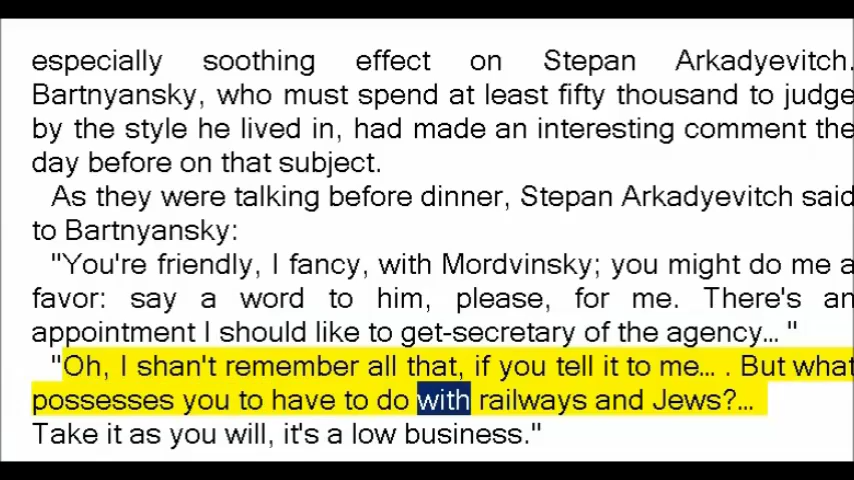 especially soothing effect on Stepan Arkadyevitch.
Bartnyansky, who must spend at least fifty thousand to judge
by the style he lived in, had made an interesting comment the
day before on that subject.
As they were talking before dinner, Stepan Arkadyevitch said
to Bartnyansky:
"You're friendly, I fancy, with Mordvinsky; you might do me a
favor: say a word to him, please, for me. There's an
appointment I should like to get-secretary of the agency... "
"Oh, I shan't remember all that, if you tell it to me... . But what
possesses you to have to do with railways and Jews?...
Take it as you will, it's a low business."